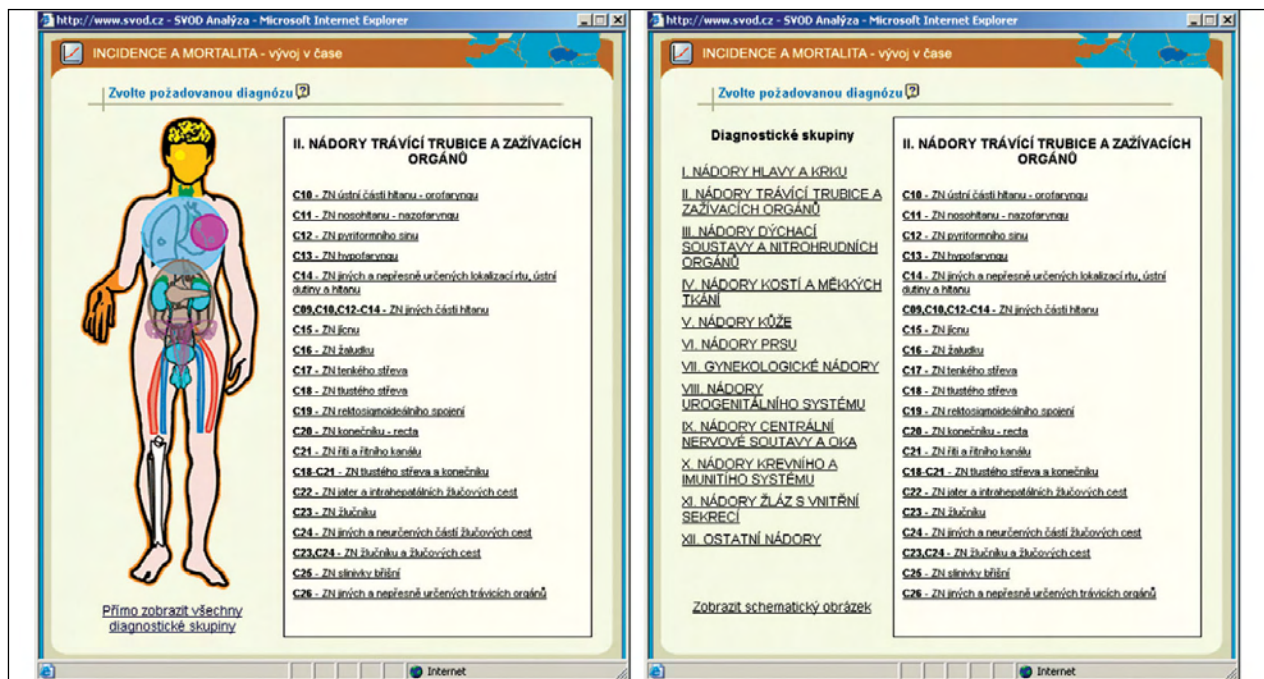 http://www.svod.cz - SVOD Analýza - Microsoft Internet Explorer
INCIDENCE A MORTALITA - vývoj v čase
Zvolte požadovanou diagnózu
II. NÁDORY TRÁVÍCÍ TRUBICE A ZAŽÍVACÍCH
ORGÁNŮ
C10 - ZN ústní části hltanu - orofaryngu
C11 - ZN nosohltanu - nazofaryngu
C12 - ZN pyriformního sinu
C13 - ZN hypofaryngu
C14 - ZN jiných a nepřesně určených lokalizací rtu, ústní
dutiny a hltanu
C09,C10,C12-C14 - ZN jiných části hltanu
C15 - ZN jícnu
C16 - ZN žaludku
C17 - ZN tenkého střeva
C18 - ZN tlustého střeva
C19 - ZN rektosigmoideálního spojení
C20 - ZN konečníku - recta
C21 - ZN řiti a řitního kanálu
C18-C21 - ZN tlustého střeva a konečníku
C22 - ZN jater a intrahepatálních žlučových cest
C23 - ZN žlučníku
C24 - ZN jiných a neurčených částí žlučových cest
C23,C24 - ZN žlučníku a žlučových cest
C25 - ZN slinivky břišní
C26 - ZN jiných a nepřesně určených trávicích orgánů
Přímo zobrazit všechny
diagnostické skupiny
Internet
http://www.svod.cz - SVOD Analýza - Microsoft Internet Explorer
INCIDENCE A MORTALITA - vývoj v čase
Zvolte požadovanou diagnózu
Diagnostické skupiny
I. NÁDORY HLAVY A KRKU
II. NÁDORY TRÁVÍCÍ TRUBICE A
ZAŽÍVACÍCH ORGÁNŮ
III. NÁDORY DÝCHACÍ
SOUSTAVY A NITROHRUDNÍCH
ORGÁNŮ
IV. NÁDORY KOSTÍ A MĚKKÝCH
TKÁNÍ
V. NÁDORY KŮŽE
VI. NÁDORY PRSU
VII. GYNEKOLOGICKÉ NÁDORY
VIII. NÁDORY
UROGENITÁLNÍHO SYSTÉMU
IX. NÁDORY CENTRÁLNÍ
NERVOVÉ SOUTAVY A OKA
X. NÁDORY KREVNÍHO A
IMUNITÍHO SYSTÉMU
XI. NÁDORY ŽLÁZ S VNITŘNÍ
SEKRECÍ
XII. OSTATNÍ NÁDORY
Zobrazit schematický obrázek
II. NÁDORY TRÁVÍCÍ TRUBICE A ZAŽÍVACÍCH
ORGÁNŮ
C10 - ZN ústní části hltanu - orofaryngu
C11 - ZN nosohltanu - nazofaryngu
C12 - ZN pyriformního sinu
C13 - ZN hypofaryngu
C14 - ZN jiných a nepřesně určených lokalizací rtu, ústní
dutiny a hltanu
C09,C10,C12-C14 - ZN jiných části hltanu
C15 - ZN jícnu
C16 - ZN žaludku
C17 - ZN tenkého střeva
C18 - ZN tlustého střeva
C19 - ZN rektosigmoideálního spojení
C20 - ZN konečníku - recta
C21 - ZN řiti a řitního kanálu
C18-C21 - ZN tlustého střeva a konečníku
C22 - ZN jater a intrahepatálních žlučových cest
C23 - ZN žlučníku
C24 - ZN jiných a neurčených částí žlučových cest
C23,C24 - ZN žlučníku a žlučových cest
C25 - ZN slinivky břišní
C26 - ZN jiných a nepřesně určených trávicích orgánů
Internet